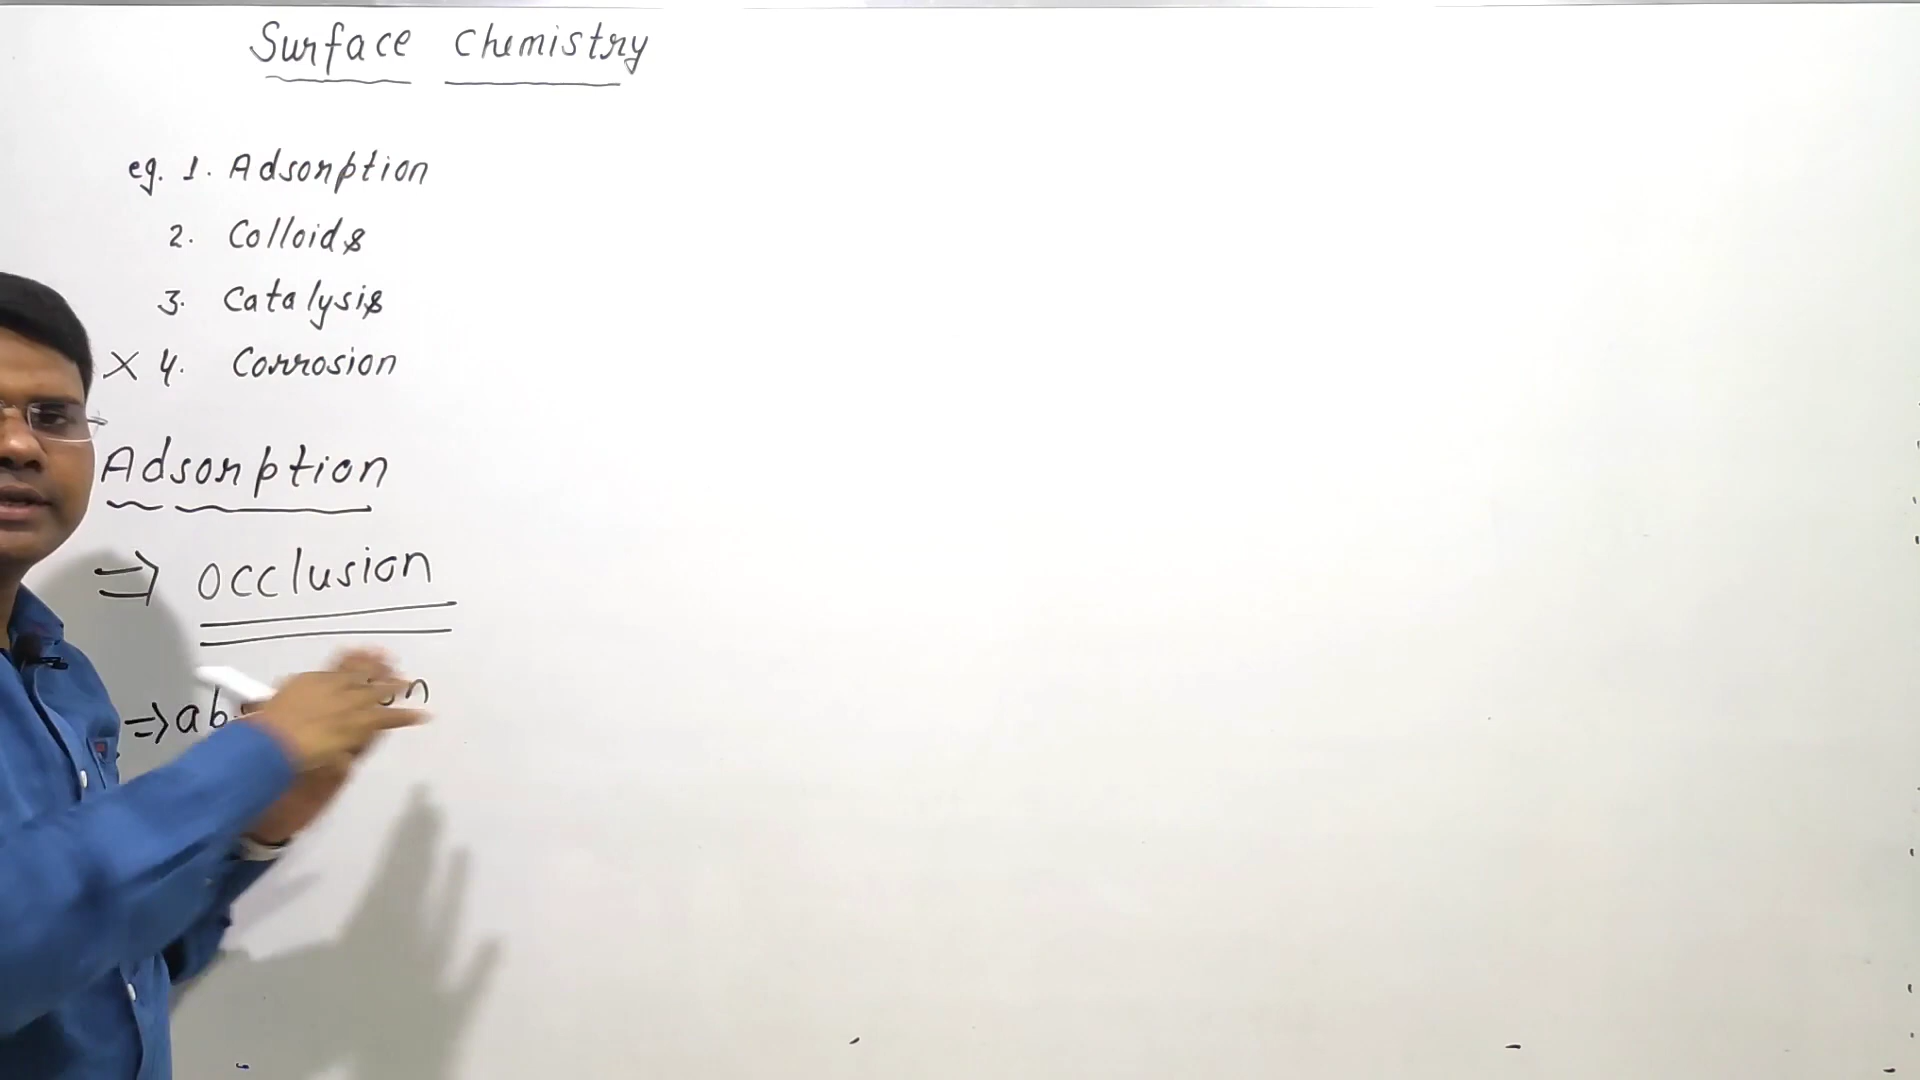 Surface Chemistry
eg. 1. Adsorption
2. Colloids
3. Catalysis
X 4. Corrosion
Adsorption
⇒ occlusion
⇒